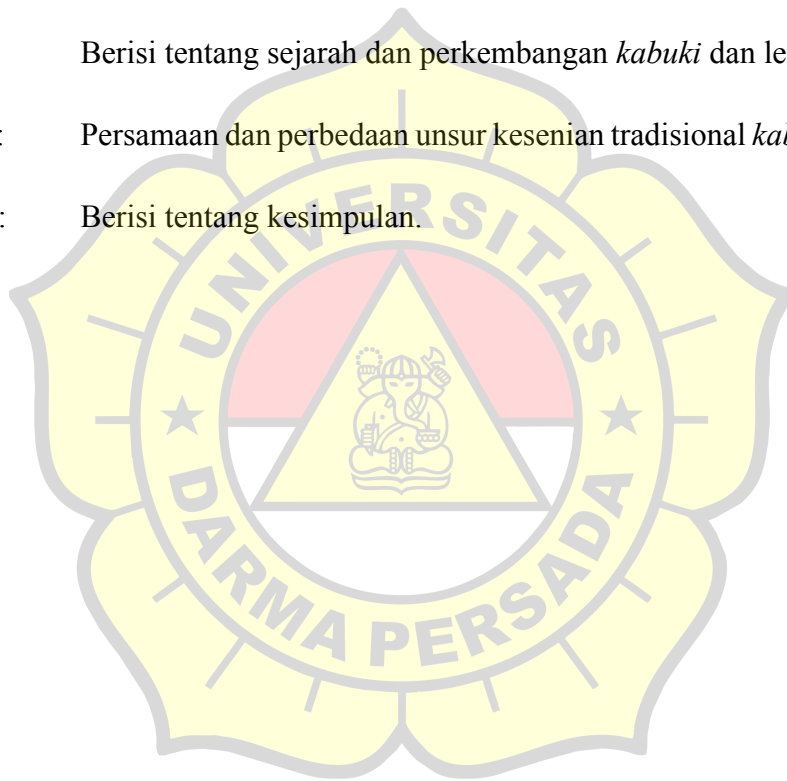 Berisi tentang sejarah dan perkembangan kabuki dan le
: Persamaan dan perbedaan unsur kesenian tradisional kab
: Berisi tentang kesimpulan.
UNIVERSITAS
DARMA PERSADA